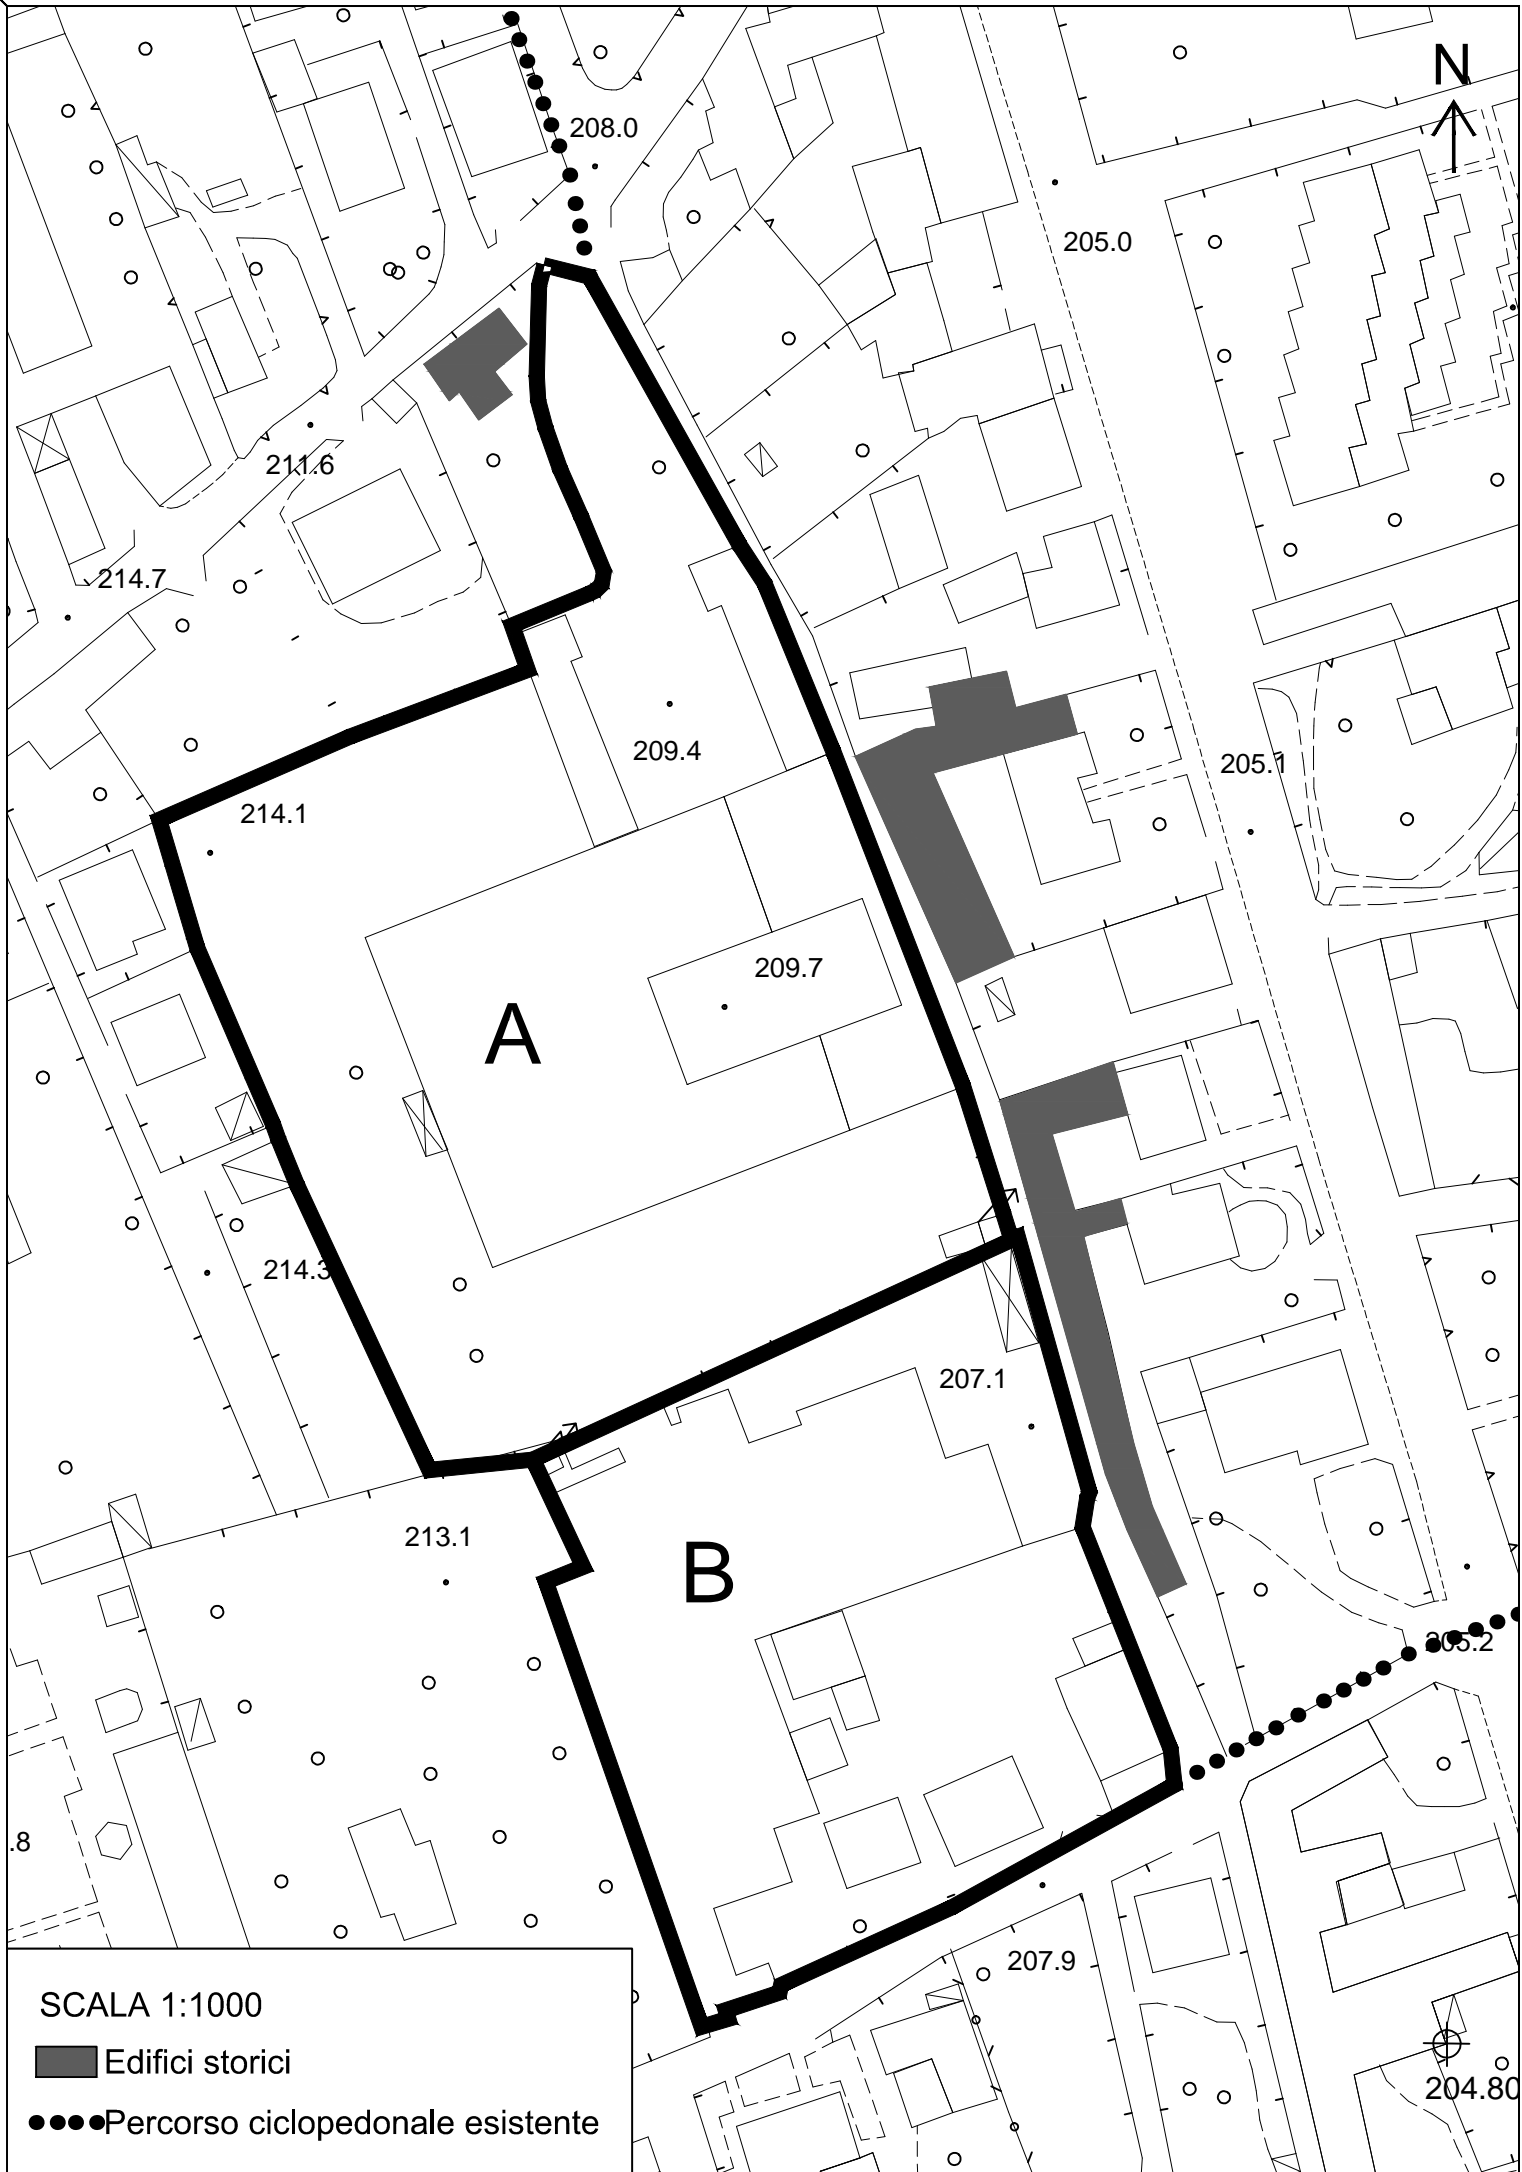 N
208.0
205.0
211.6
214.7
209.4
205.1
214.1
209.7
A
214.3
207.1
213.1
B
205.2
.8
207.9
SCALA 1:1000
Edifici storici
204.80
Percorso ciclopedonale esistente